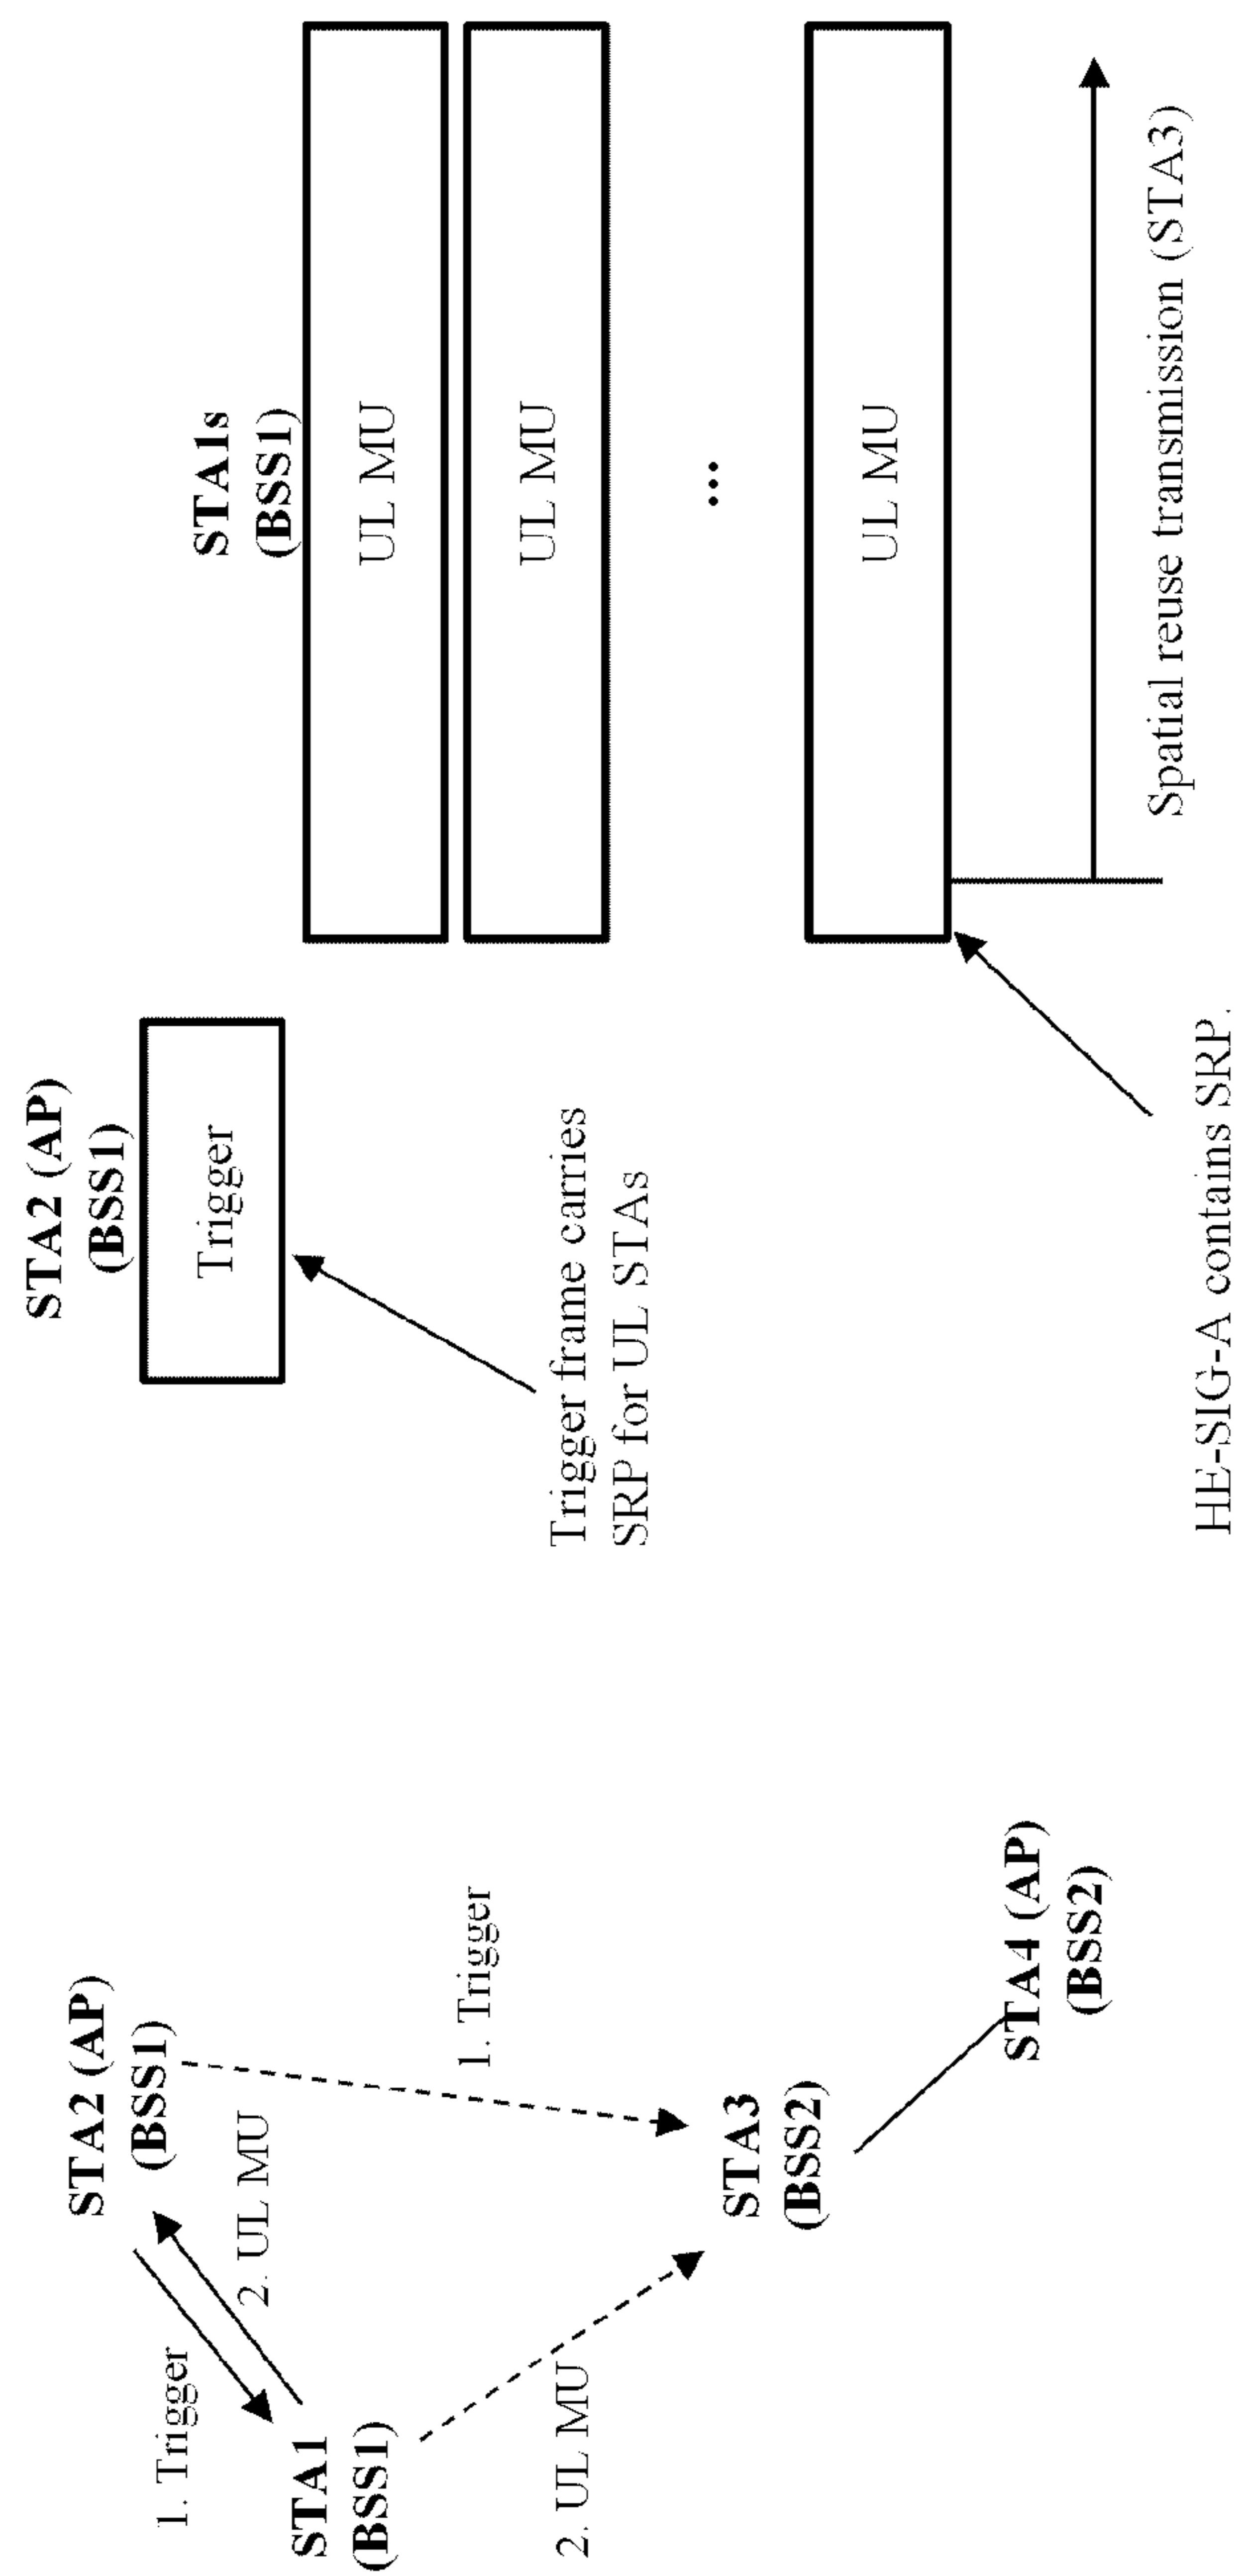 STA2 (AP)
(BSS1)
1. Trigger
2. UL MU
STA1
(BSS1)
1. Trigger
2. UL MU
STA3
(BSS2)
STA4 (AP)
(BSS2)
STA2 (AP)
(BSS1)
Trigger
Trigger frame carries
SRP for UL STAs
STA1s
(BSS1)
UL MU
UL MU
...
UL MU
HE-SIG-A contains SRP.
Spatial reuse transmission (STA3)